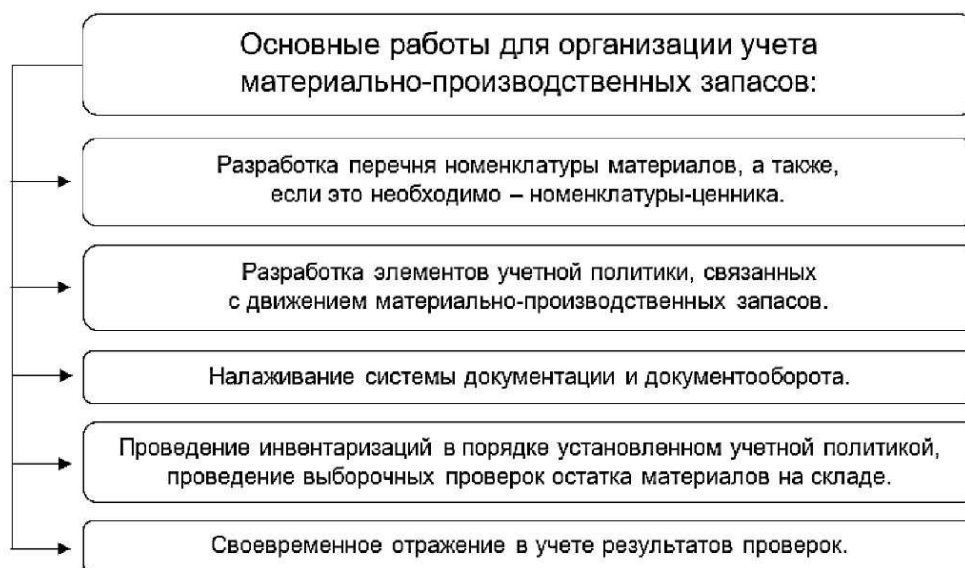 Основные работы для организации учета
материально-производственных запасов:
Разработка перечня номенклатуры материалов, а также,
если это необходимо – номенклатуры-ценника.
Разработка элементов учетной политики, связанных
с движением материально-производственных запасов.
Налаживание системы документации и документооборота.
Проведение инвентаризаций в порядке установленном учетной политикой,
проведение выборочных проверок остатка материалов на складе.
Своевременное отражение в учете результатов проверок.